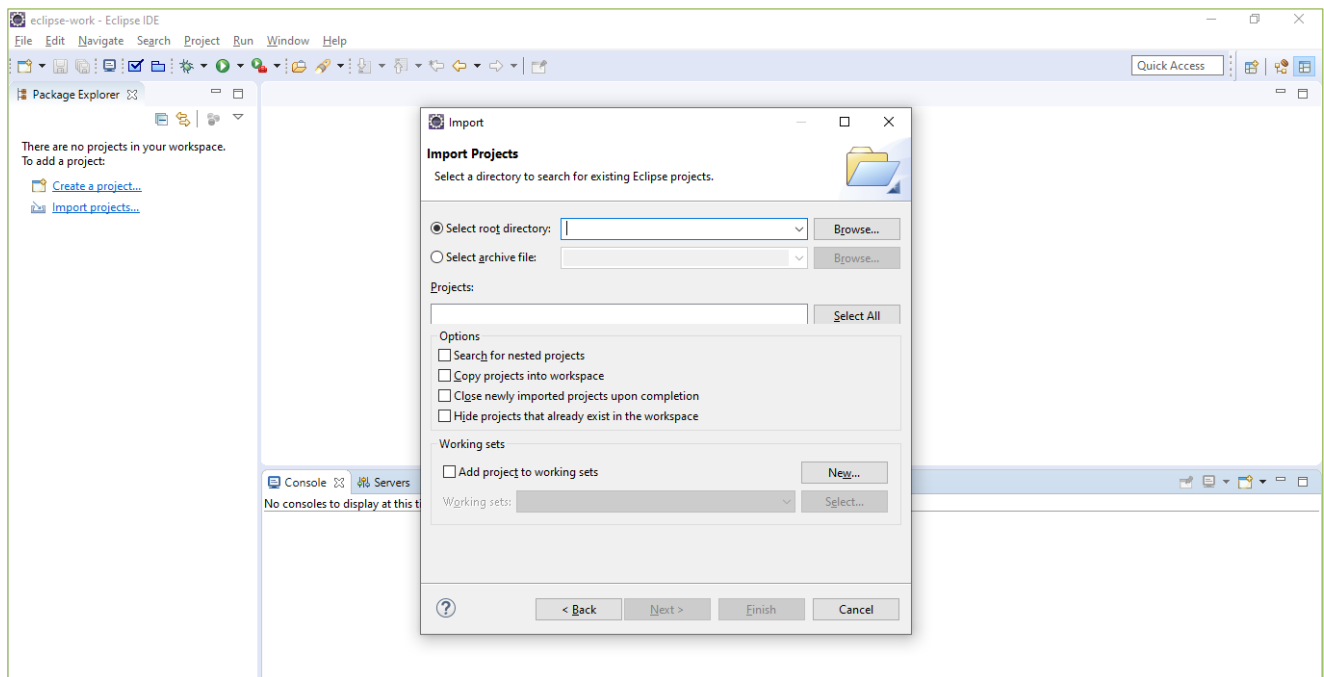 eclipse-work - Eclipse IDE
File Edit Navigate Search Project Run Window Help
Quick Access
Package Explorer
There are no projects in your workspace.
To add a project:
Create a project...
Import projects...
Import
Import Projects
Select a directory to search for existing Eclipse projects.
Select root directory: Browse...
Select archive file: Browse...
Projects:
Select All
Options
Search for nested projects
Copy projects into workspace
Close newly imported projects upon completion
Hide projects that already exist in the workspace
Working sets
Add project to working sets New...
Working sets: Select...
? < Back Next > Finish Cancel
Console Servers
No consoles to display at this ti